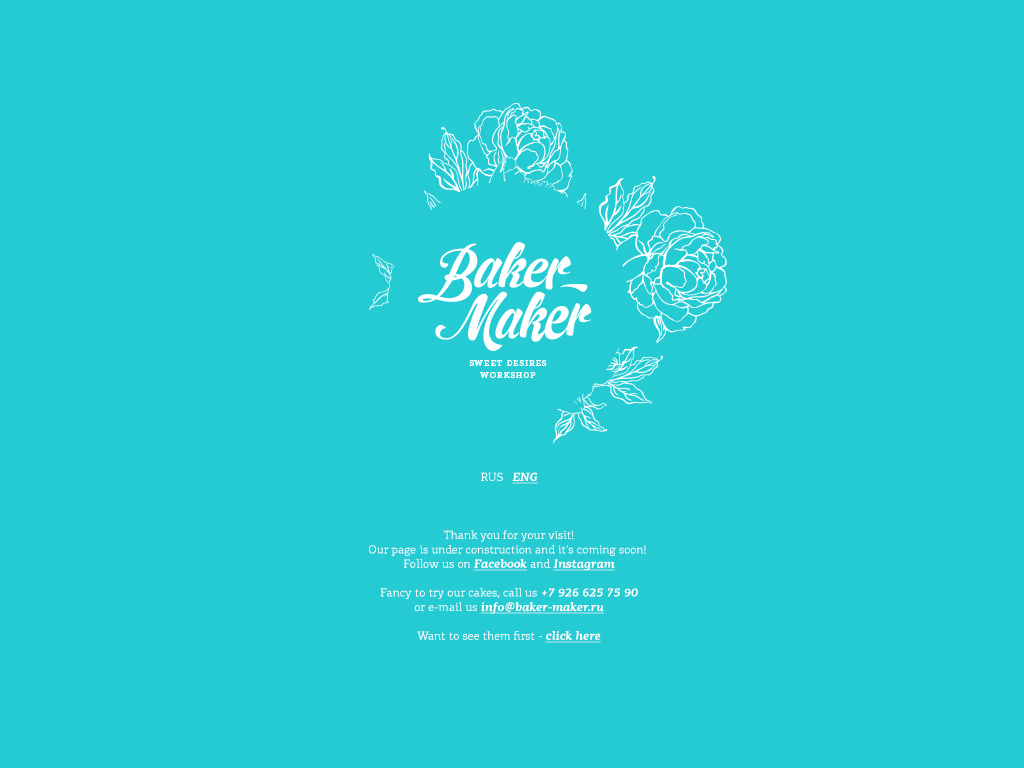 Baker-
Maker
SWEET DESIRES
WORKSHOP
RUS ENG
Thank you for your visit!
Our page is under construction and it's coming soon!
Follow us on Facebook and Instagram
Fancy to try our cakes, call us +7 926 625 75 90
or e-mail us info@baker-maker.ru
Want to see them first - click here